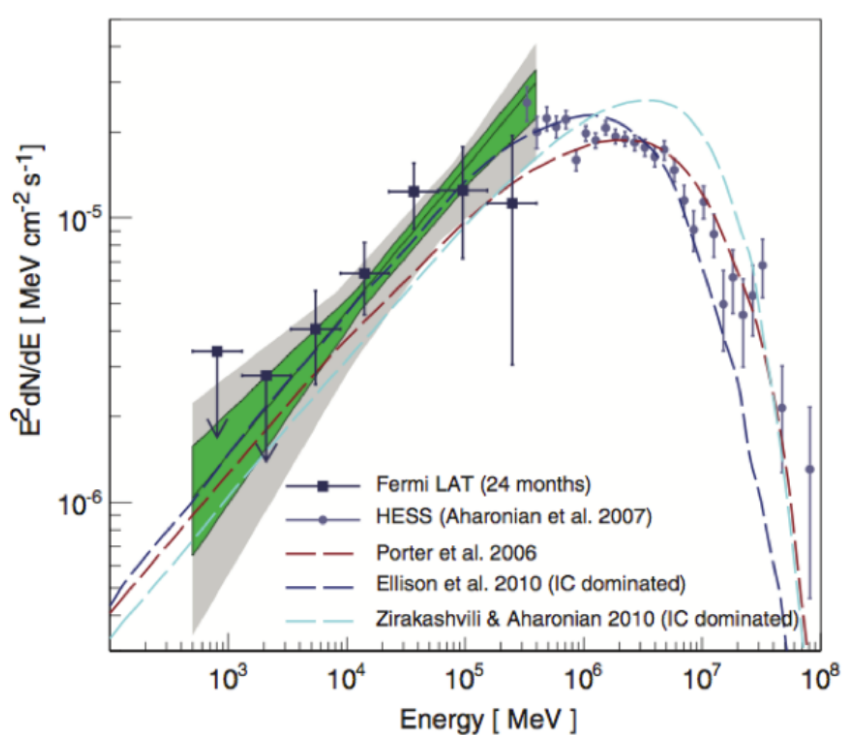 E²dN/dE [ MeV cm⁻² s⁻¹]
10⁻⁵
10⁻⁶
Fermi LAT (24 months)
HESS (Aharonian et al. 2007)
Porter et al. 2006
Ellison et al. 2010 (IC dominated)
Zirakashvili & Aharonian 2010 (IC dominated)
10³ 10⁴ 10⁵ 10⁶ 10⁷ 10⁸
Energy [ MeV ]